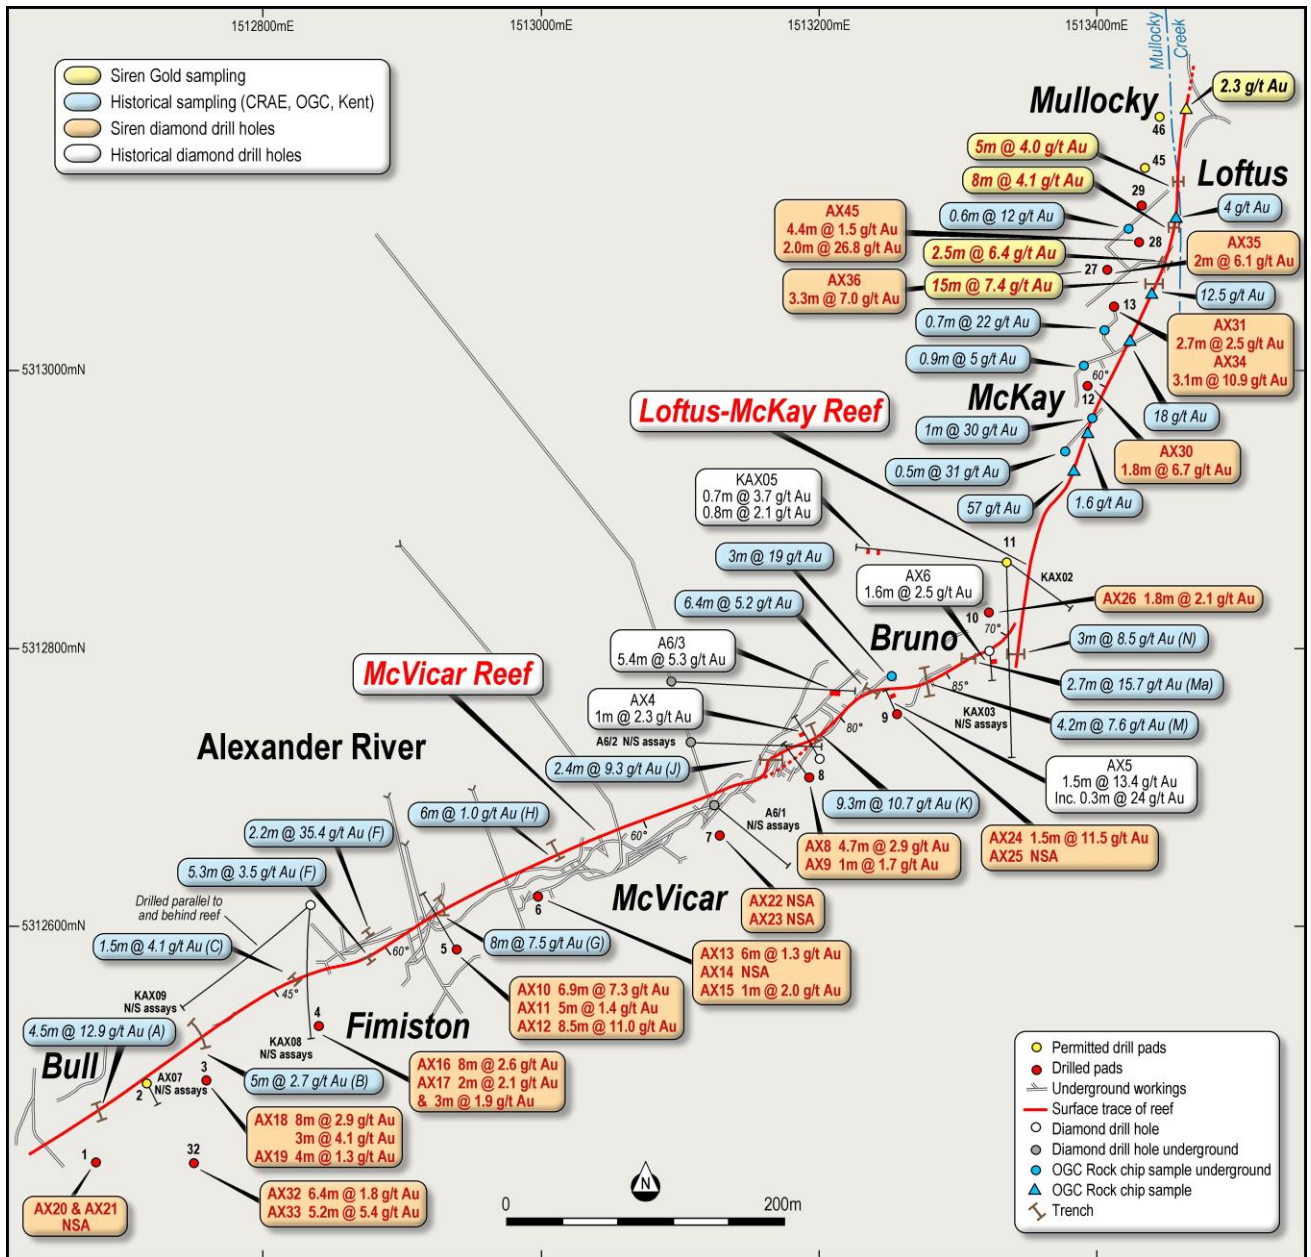 1512800mE
1513000mE
1513200mE
1513400mE
Siren Gold sampling
Historical sampling (CRAE, OGC, Kent)
Siren diamond drill holes
Historical diamond drill holes
Mullocky
Creek
2.3 g/t Au
Mullocky
46
5m @ 4.0 g/t Au
45
Loftus
8m @ 4.1 g/t Au
29
AX45
4.4m @ 1.5 g/t Au
2.0m @ 26.8 g/t Au
0.6m @ 12 g/t Au
4 g/t Au
28
2.5m @ 6.4 g/t Au
AX35
2m @ 6.1 g/t Au
27
AX36
3.3m @ 7.0 g/t Au
15m @ 7.4 g/t Au
12.5 g/t Au
13
0.7m @ 22 g/t Au
AX31
2.7m @ 2.5 g/t Au
AX34
3.1m @ 10.9 g/t Au
0.9m @ 5 g/t Au
5313000mN
60°
12
McKay
Loftus-McKay Reef
18 g/t Au
1m @ 30 g/t Au
AX30
1.8m @ 6.7 g/t Au
0.5m @ 31 g/t Au
KAX05
0.7m @ 3.7 g/t Au
0.8m @ 2.1 g/t Au
57 g/t Au
1.6 g/t Au
11
3m @ 19 g/t Au
KAX02
AX6
1.6m @ 2.5 g/t Au
6.4m @ 5.2 g/t Au
10
AX26 1.8m @ 2.1 g/t Au
70°
Bruno
3m @ 8.5 g/t Au (N)
5312800mN
A6/3
5.4m @ 5.3 g/t Au
McVicar Reef
2.7m @ 15.7 g/t Au (Ma)
85°
AX4
1m @ 2.3 g/t Au
KAX03
N/S assays
9
80°
4.2m @ 7.6 g/t Au (M)
Alexander River
A6/2 N/S assays
2.4m @ 9.3 g/t Au (J)
8
AX5
1.5m @ 13.4 g/t Au
Inc. 0.3m @ 24 g/t Au
9.3m @ 10.7 g/t Au (K)
6m @ 1.0 g/t Au (H)
A6/1
N/S assays
2.2m @ 35.4 g/t Au (F)
60°
7
AX24 1.5m @ 11.5 g/t Au
AX25 NSA
AX8 4.7m @ 2.9 g/t Au
AX9 1m @ 1.7 g/t Au
5.3m @ 3.5 g/t Au (F)
McVicar
Drilled parallel to
and behind reef
6
AX22 NSA
AX23 NSA
5312600mN
1.5m @ 4.1 g/t Au (C)
60°
5
8m @ 7.5 g/t Au (G)
AX13 6m @ 1.3 g/t Au
AX14 NSA
AX15 1m @ 2.0 g/t Au
45°
KAX09
N/S assays
AX10 6.9m @ 7.3 g/t Au
AX11 5m @ 1.4 g/t Au
AX12 8.5m @ 11.0 g/t Au
4
Fimiston
4.5m @ 12.9 g/t Au (A)
KAX08
N/S assays
Bull
AX16 8m @ 2.6 g/t Au
AX17 2m @ 2.1 g/t Au
& 3m @ 1.9 g/t Au
3
5m @ 2.7 g/t Au (B)
2
AX07
N/S assays
AX18 8m @ 2.9 g/t Au
3m @ 4.1 g/t Au
AX19 4m @ 1.3 g/t Au
1
32
AX32 6.4m @ 1.8 g/t Au
AX33 5.2m @ 5.4 g/t Au
AX20 & AX21
NSA
N
0
200m
Permitted drill pads
Drilled pads
Underground workings
Surface trace of reef
Diamond drill hole
Diamond drill hole underground
OGC Rock chip sample underground
OGC Rock chip sample
Trench